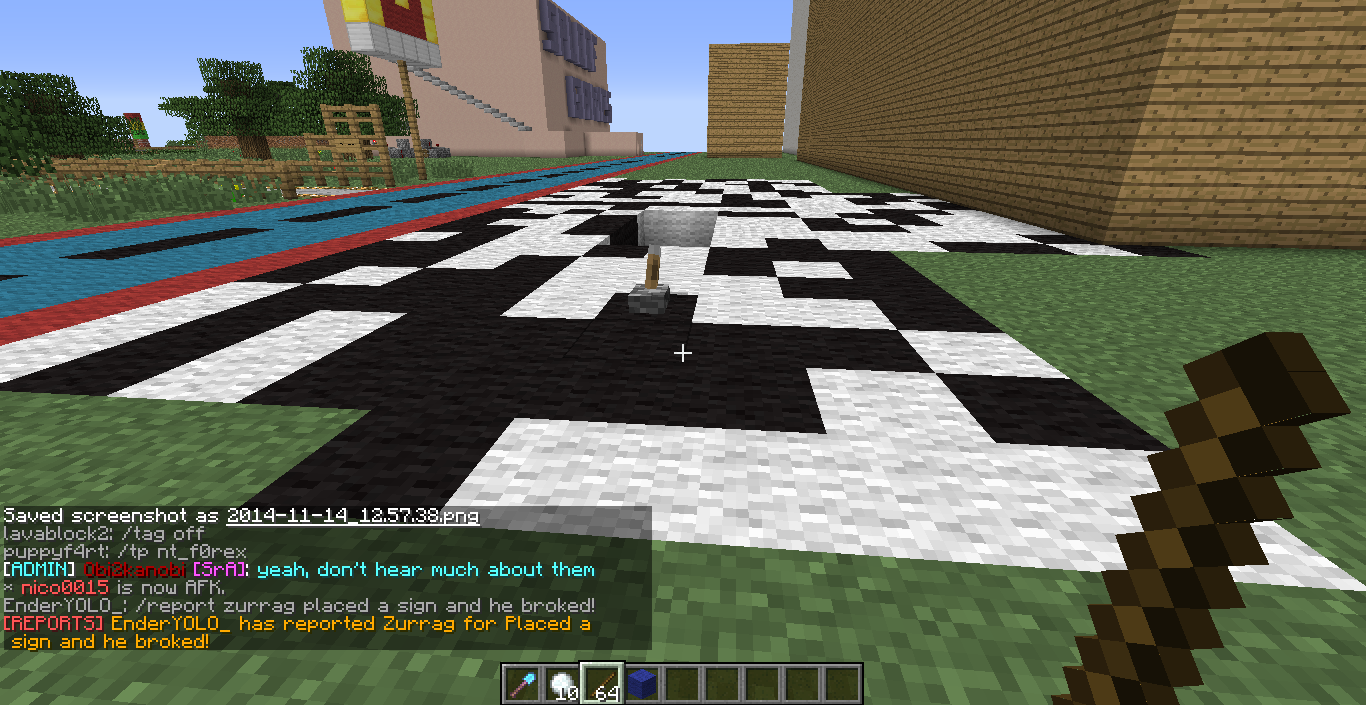 Saved screenshot as 2014-11-14_12.57.38.png
lavablock2: /tag off
puppyf4rt: /tp nt_f0rex
[ADMIN] Obi2kanobi [SrA]: yeah, don't hear much about them
* nico0015 is now AFK.
EnderYOLO_: /report zurrag placed a sign and he broked!
[REPORTS] EnderYOLO_ has reported Zurrag for Placed a
sign and he broked!
10
64